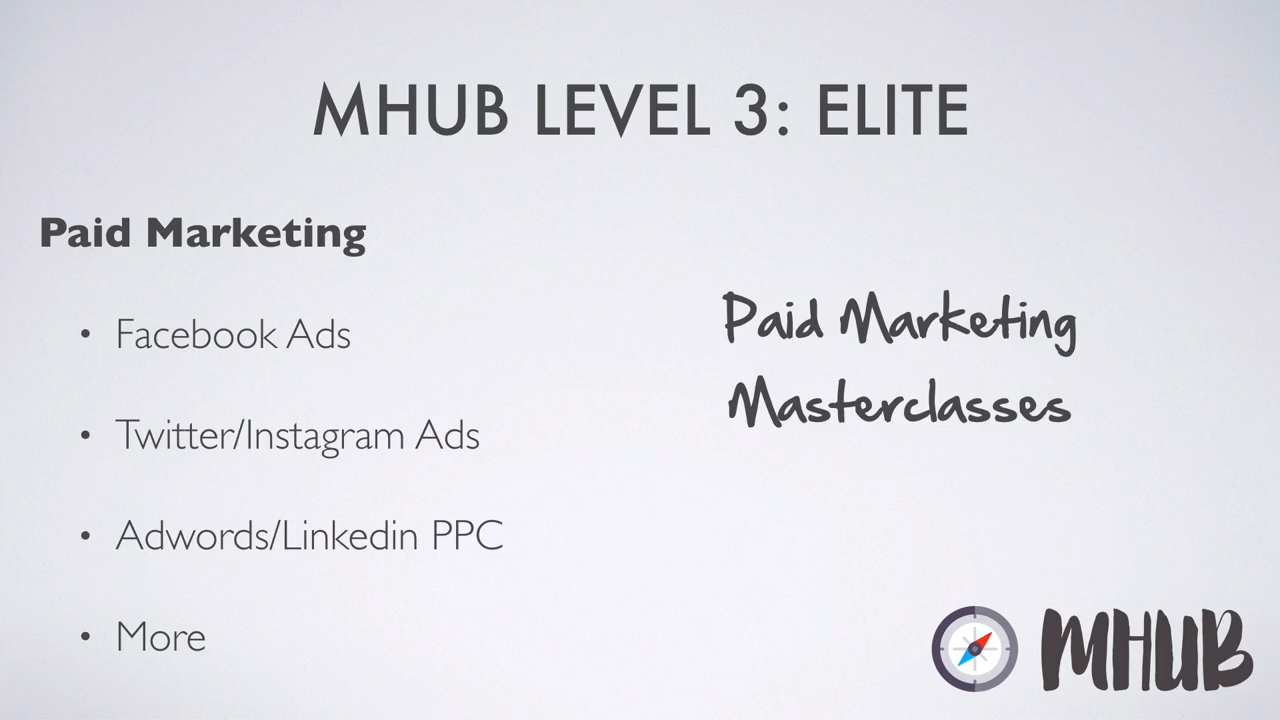 MHUB LEVEL 3: ELITE
Paid Marketing
• Facebook Ads
• Twitter/Instagram Ads
• Adwords/Linkedin PPC
• More
Paid Marketing
Masterclasses
MHUB